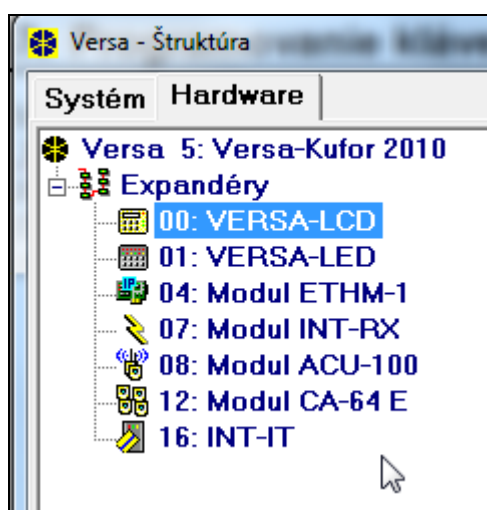 Versa - Štruktúra
Systém Hardware
Versa 5: Versa-Kufor 2010
Expandéry
00: VERSA-LCD
01: VERSA-LED
04: Modul ETHM-1
07: Modul INT-RX
08: Modul ACU-100
12: Modul CA-64 E
16: INT-IT